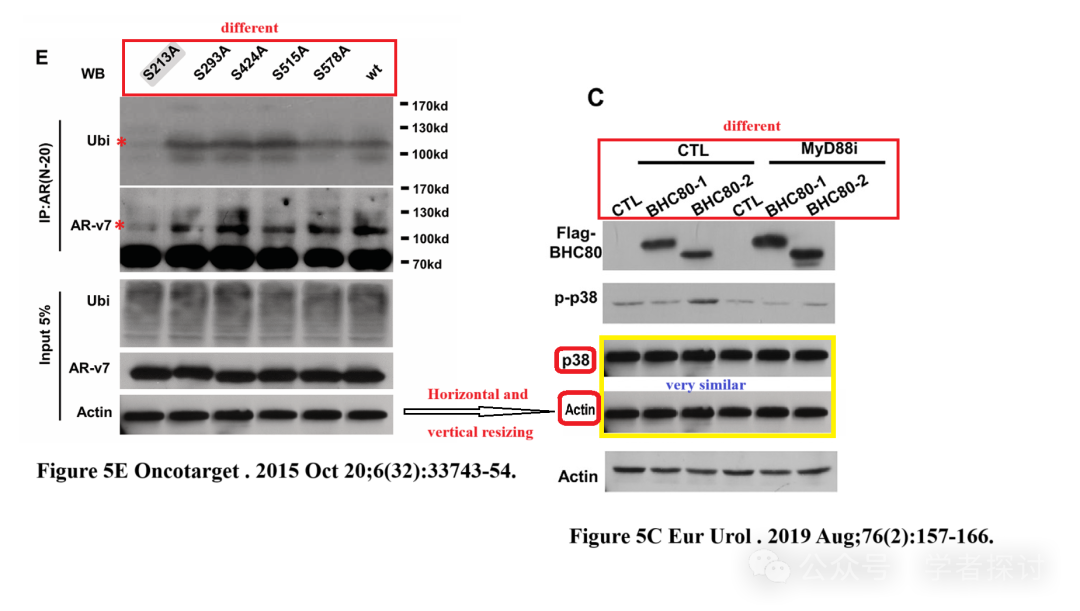 different
E
WB
S213A
S293A
S424A
S515A
S578A
wt
170kd
Ubi *
130kd
100kd
IP:AR(N-20)
170kd
130kd
AR-v7 *
100kd
70kd
Input 5%
Ubi
AR-v7
Actin
Horizontal and
vertical resizing
Figure 5E Oncotarget . 2015 Oct 20;6(32):33743-54.
C
different
CTL
MyD88i
CTL
BHC80-1
BHC80-2
CTL
BHC80-1
BHC80-2
Flag-
BHC80
p-p38
p38
very similar
Actin
Actin
Figure 5C Eur Urol . 2019 Aug;76(2):157-166.
公众号 学者探讨